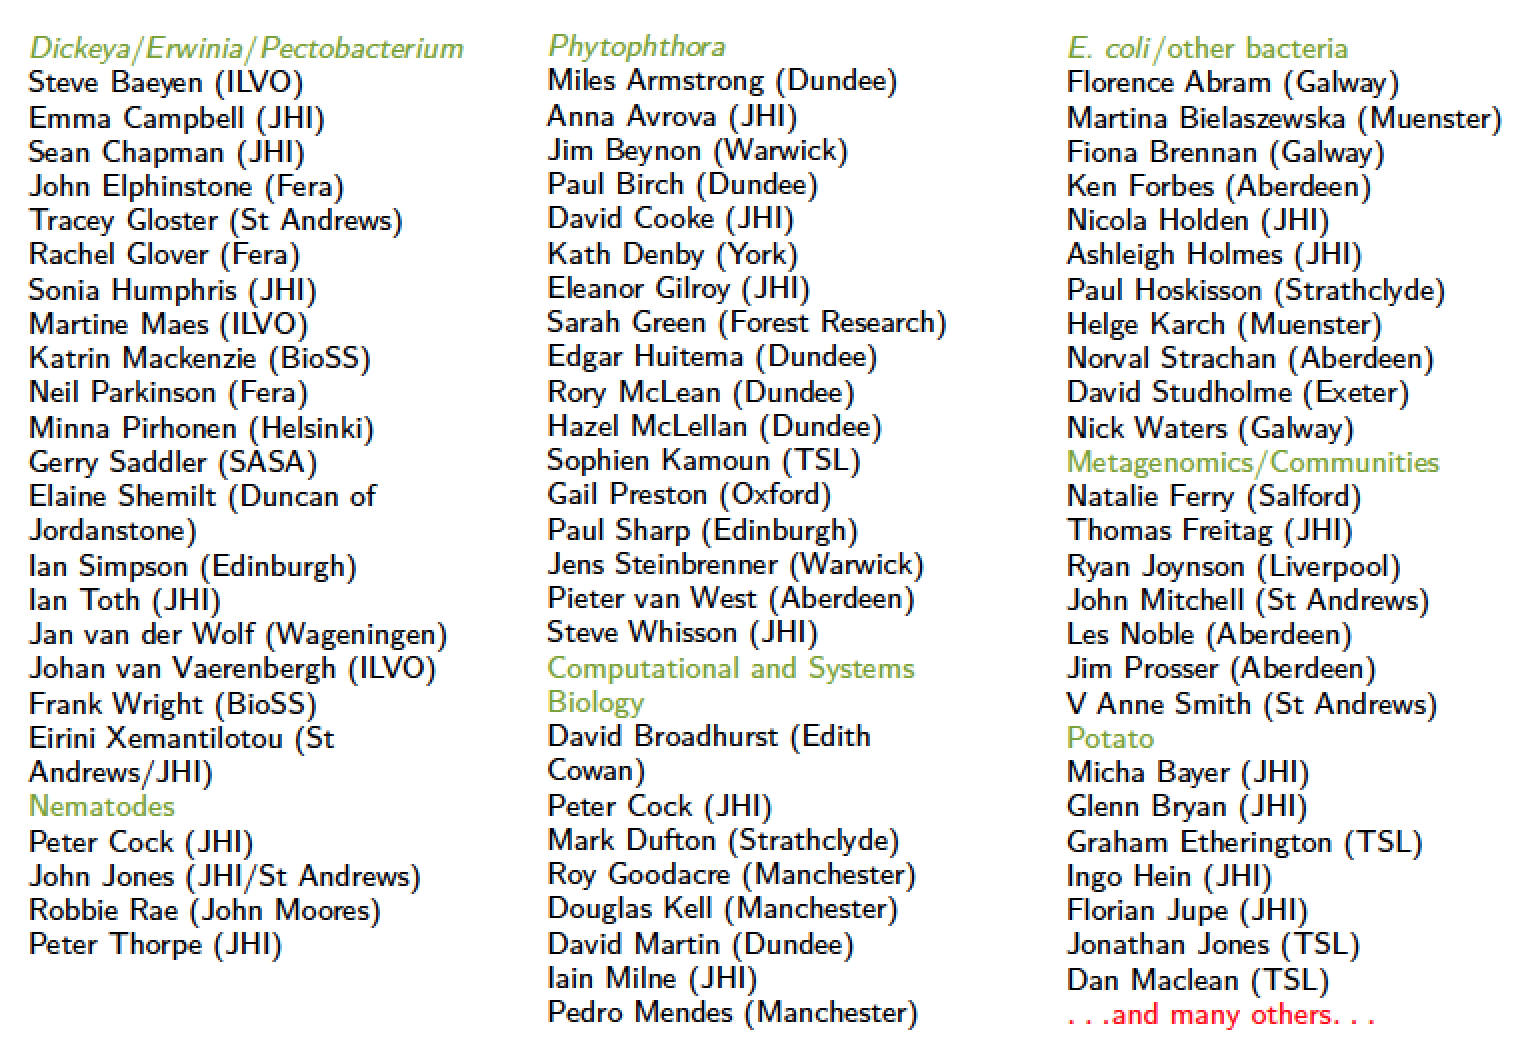 Dickeya/Erwinia/Pectobacterium
Steve Baeyen (ILVO)
Emma Campbell (JHI)
Sean Chapman (JHI)
John Elphinstone (Fera)
Tracey Gloster (St Andrews)
Rachel Glover (Fera)
Sonia Humphris (JHI)
Martine Maes (ILVO)
Katrin Mackenzie (BioSS)
Neil Parkinson (Fera)
Minna Pirhonen (Helsinki)
Gerry Saddler (SASA)
Elaine Shemilt (Duncan of
Jordanstone)
Ian Simpson (Edinburgh)
Ian Toth (JHI)
Jan van der Wolf (Wageningen)
Johan van Vaerenbergh (ILVO)
Frank Wright (BioSS)
Eirini Xemantilotou (St
Andrews/JHI)
Nematodes
Peter Cock (JHI)
John Jones (JHI/St Andrews)
Robbie Rae (John Moores)
Peter Thorpe (JHI)
Phytophthora
Miles Armstrong (Dundee)
Anna Avrova (JHI)
Jim Beynon (Warwick)
Paul Birch (Dundee)
David Cooke (JHI)
Kath Denby (York)
Eleanor Gilroy (JHI)
Sarah Green (Forest Research)
Edgar Huitema (Dundee)
Rory McLean (Dundee)
Hazel McLellan (Dundee)
Sophien Kamoun (TSL)
Gail Preston (Oxford)
Paul Sharp (Edinburgh)
Jens Steinbrenner (Warwick)
Pieter van West (Aberdeen)
Steve Whisson (JHI)
Computational and Systems
Biology
David Broadhurst (Edith
Cowan)
Peter Cock (JHI)
Mark Dufton (Strathclyde)
Roy Goodacre (Manchester)
Douglas Kell (Manchester)
David Martin (Dundee)
Iain Milne (JHI)
Pedro Mendes (Manchester)
E. coli/other bacteria
Florence Abram (Galway)
Martina Bielaszewska (Muenster)
Fiona Brennan (Galway)
Ken Forbes (Aberdeen)
Nicola Holden (JHI)
Ashleigh Holmes (JHI)
Paul Hoskisson (Strathclyde)
Helge Karch (Muenster)
Norval Strachan (Aberdeen)
David Studholme (Exeter)
Nick Waters (Galway)
Metagenomics/Communities
Natalie Ferry (Salford)
Thomas Freitag (JHI)
Ryan Joynson (Liverpool)
John Mitchell (St Andrews)
Les Noble (Aberdeen)
Jim Prosser (Aberdeen)
V Anne Smith (St Andrews)
Potato
Micha Bayer (JHI)
Glenn Bryan (JHI)
Graham Etherington (TSL)
Ingo Hein (JHI)
Florian Jupe (JHI)
Jonathan Jones (TSL)
Dan Maclean (TSL)
...and many others...